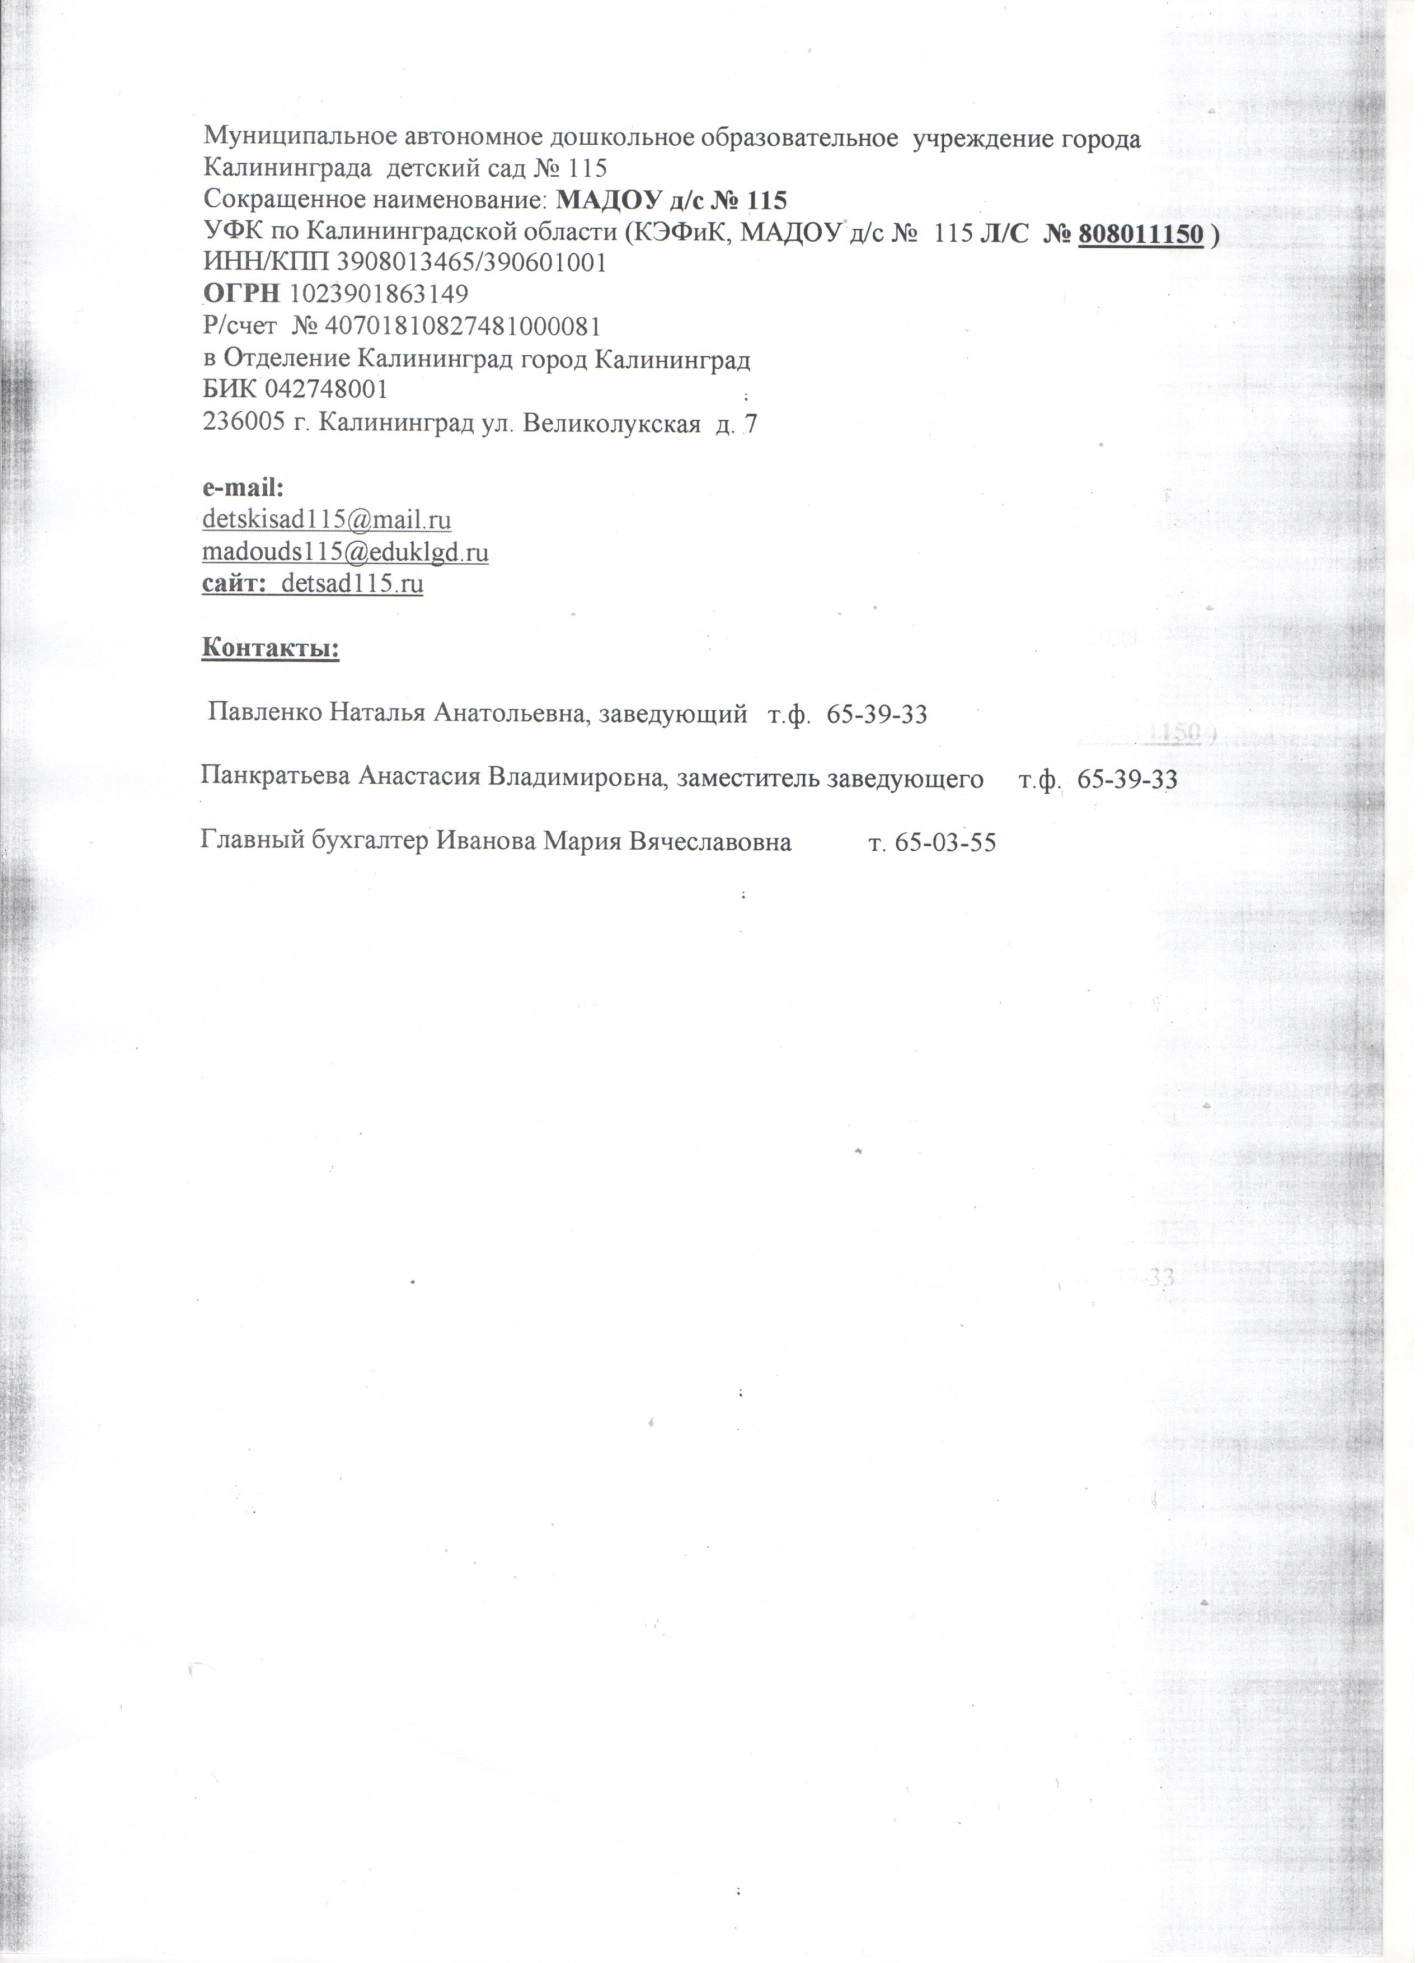 Муниципальное автономное дошкольное образовательное  учреждение города
Калининграда  детский сад № 115
Сокращенное наименование: МАДОУ д/с № 115
УФК по Калининградской области (КЭФиК, МАДОУ д/с №  115 Л/С  № 808011150 )
ИНН/КПП 3908013465/390601001
ОГРН 1023901863149
Р/счет  № 40701810827481000081
в Отделение Калининград город Калининград
БИК 042748001
236005 г. Калининград ул. Великолукская  д. 7
e-mail:
detskisad115@mail.ru
madouds115@eduklgd.ru
сайт:  detsad115.ru
Контакты:
Павленко Наталья Анатольевна, заведующий   т.ф.  65-39-33
Панкратьева Анастасия Владимировна, заместитель заведующего     т.ф.  65-39-33
Главный бухгалтер Иванова Мария Вячеславовна          т. 65-03-55